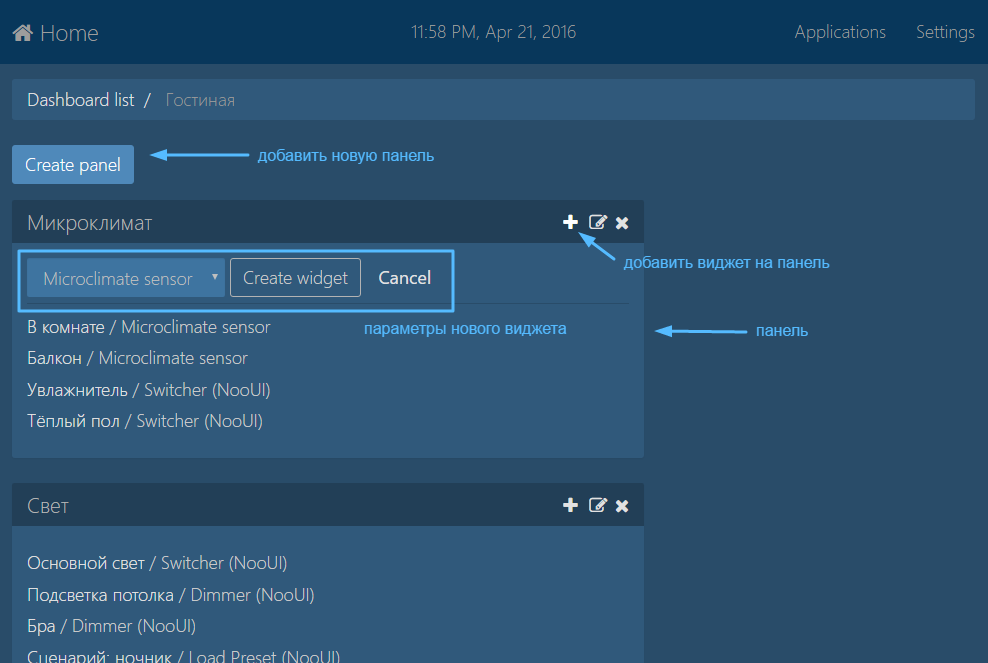 Home
11:58 PM, Apr 21, 2016
Applications
Settings
Dashboard list / Гостиная
Create panel
добавить новую панель
Микроклимат
добавить виджет на панель
Microclimate sensor
Create widget
Cancel
В комнате / Microclimate sensor
параметры нового виджета
панель
Балкон / Microclimate sensor
Увлажнитель / Switcher (NooUI)
Тёплый пол / Switcher (NooUI)
Свет
Основной свет / Switcher (NooUI)
Подсветка потолка / Dimmer (NooUI)
Бра / Dimmer (NooUI)
Сценарий: ночник / Load Preset (NooUI)